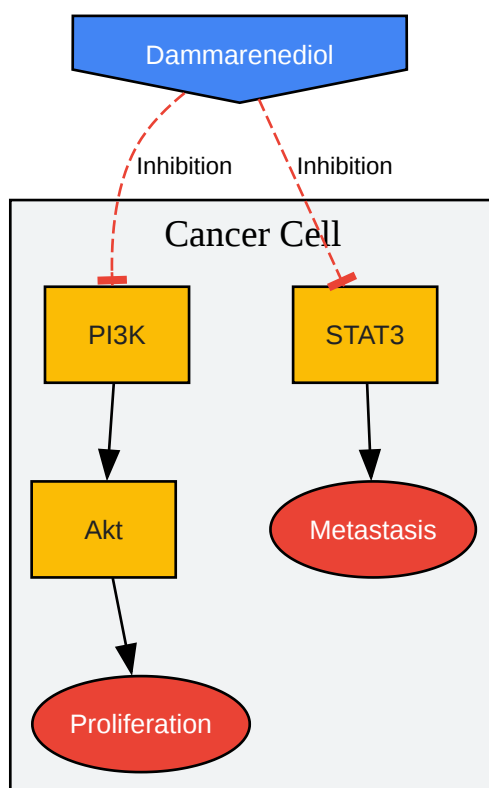 Dammarenediol
Inhibition
Inhibition
Cancer Cell
PI3K
STAT3
Akt
Metastasis
Proliferation